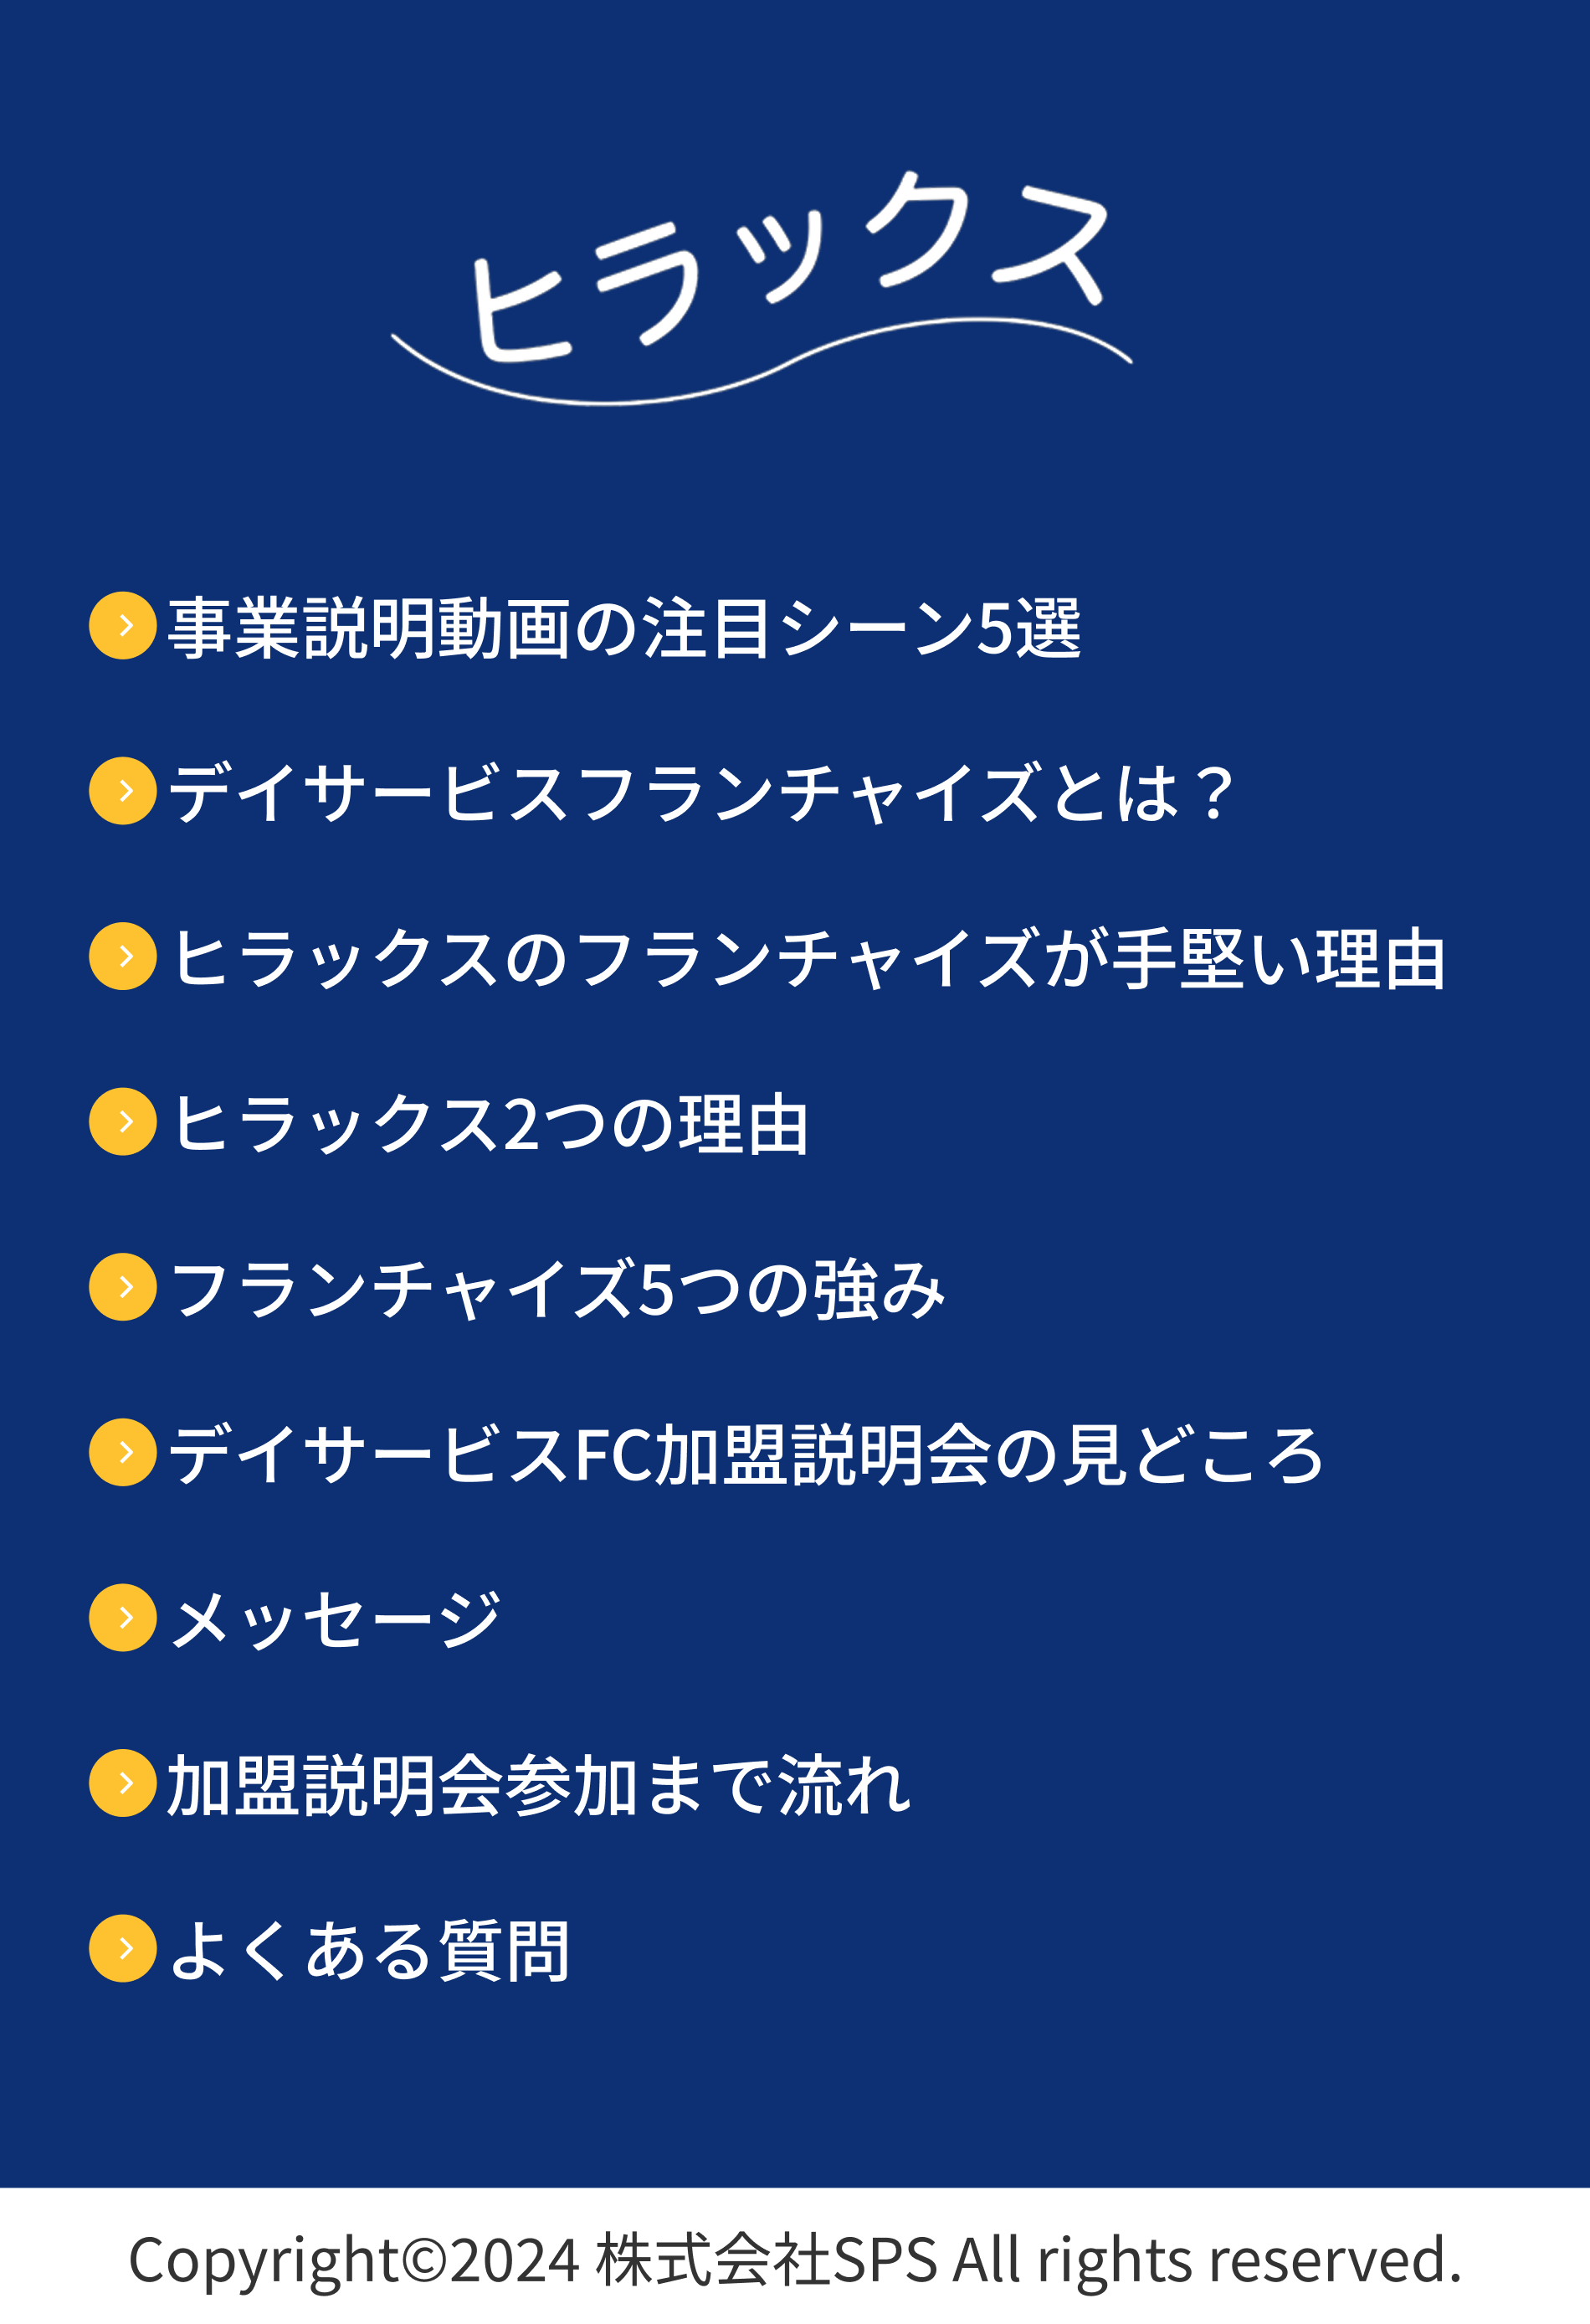 ヒラックス
事業説明動画の注目シーン5選
デイサービスフランチャイズとは？
ヒラックスのフランチャイズが手堅い理由
ヒラックス2つの理由
フランチャイズ5つの強み
デイサービスFC加盟説明会の見どころ
メッセージ
加盟説明会参加まで流れ
よくある質問
Copyright©2024 株式会社SPS All rights reserved.